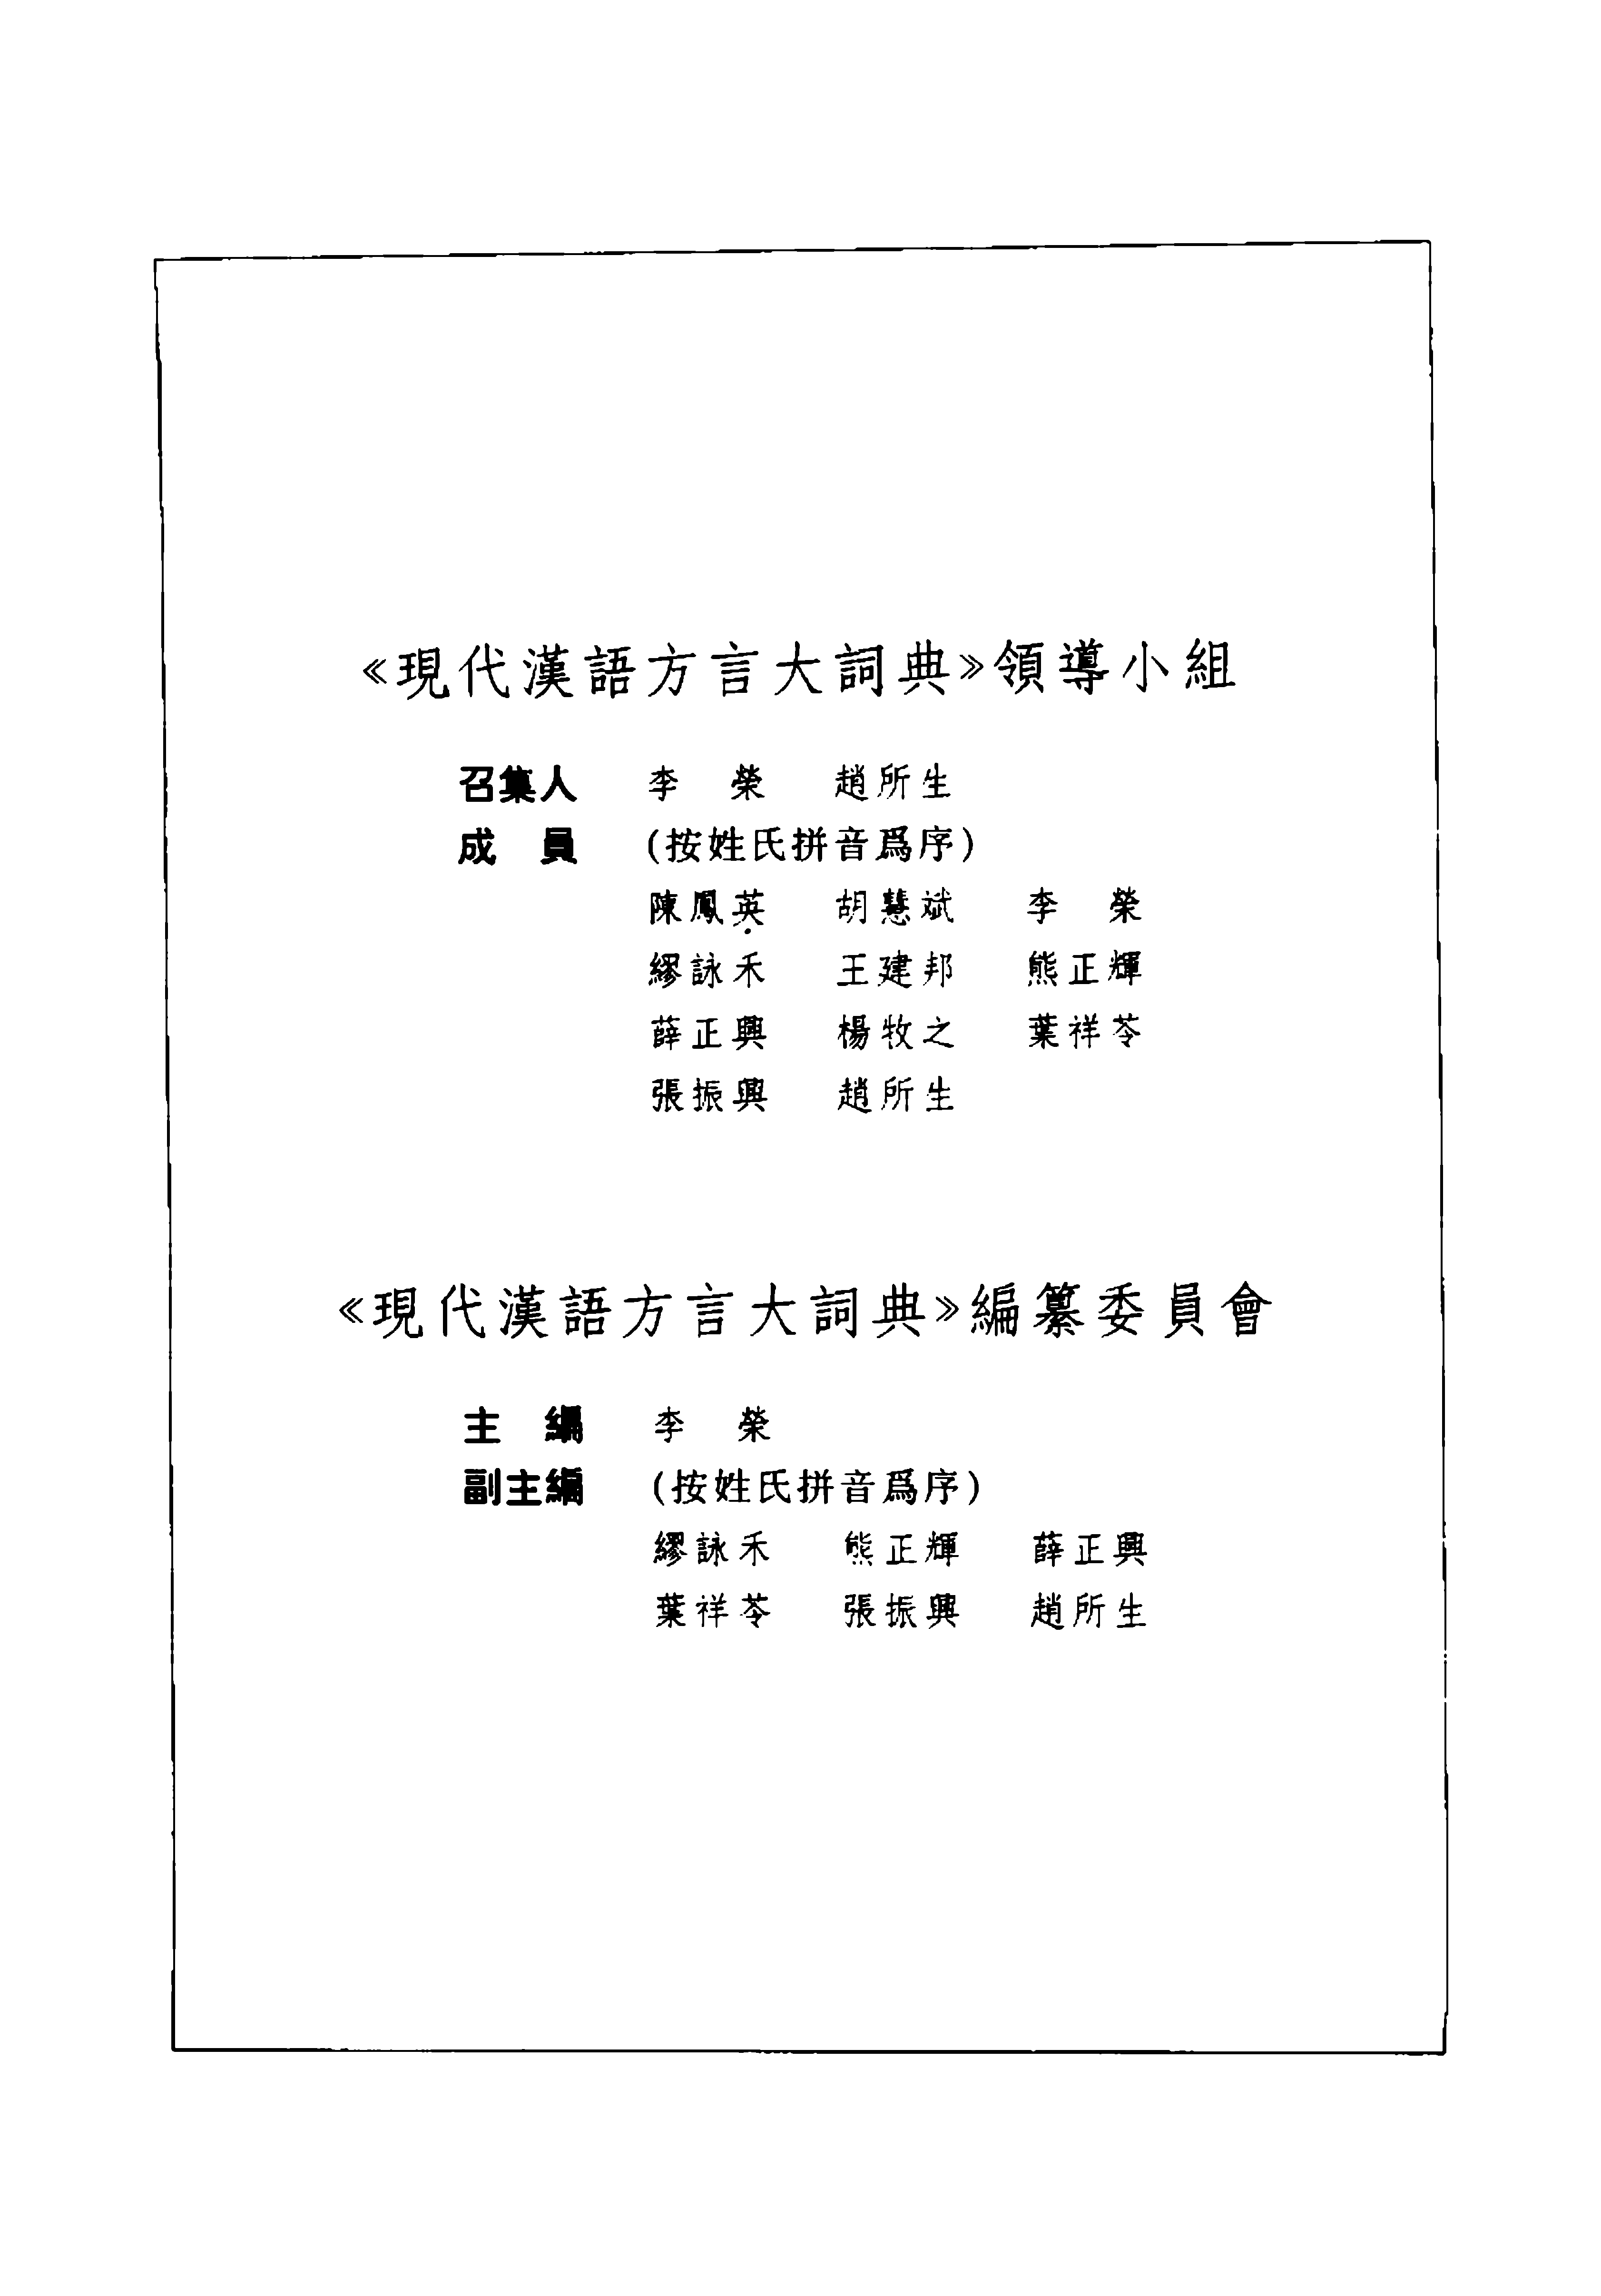 《現代漢語方言大詞典》領導小組
召集人 李 榮 趙所生
成 員 (按姓氏拼音爲序)
陳鳳英 胡慧斌 李 榮
繆詠禾 王建邦 熊正輝
薛正興 楊牧之 葉祥苓
張振興 趙所生
《現代漢語方言大詞典》編纂委員會
主 編 李 榮
副主編 (按姓氏拼音爲序)
繆詠禾 熊正輝 薛正興
葉祥苓 張振興 趙所生